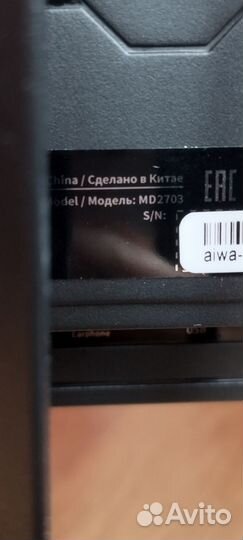 China / Сделано в Китае
Model / Модель: MD2703
S/N:
EAC
aiwa-
Earphone
Avito